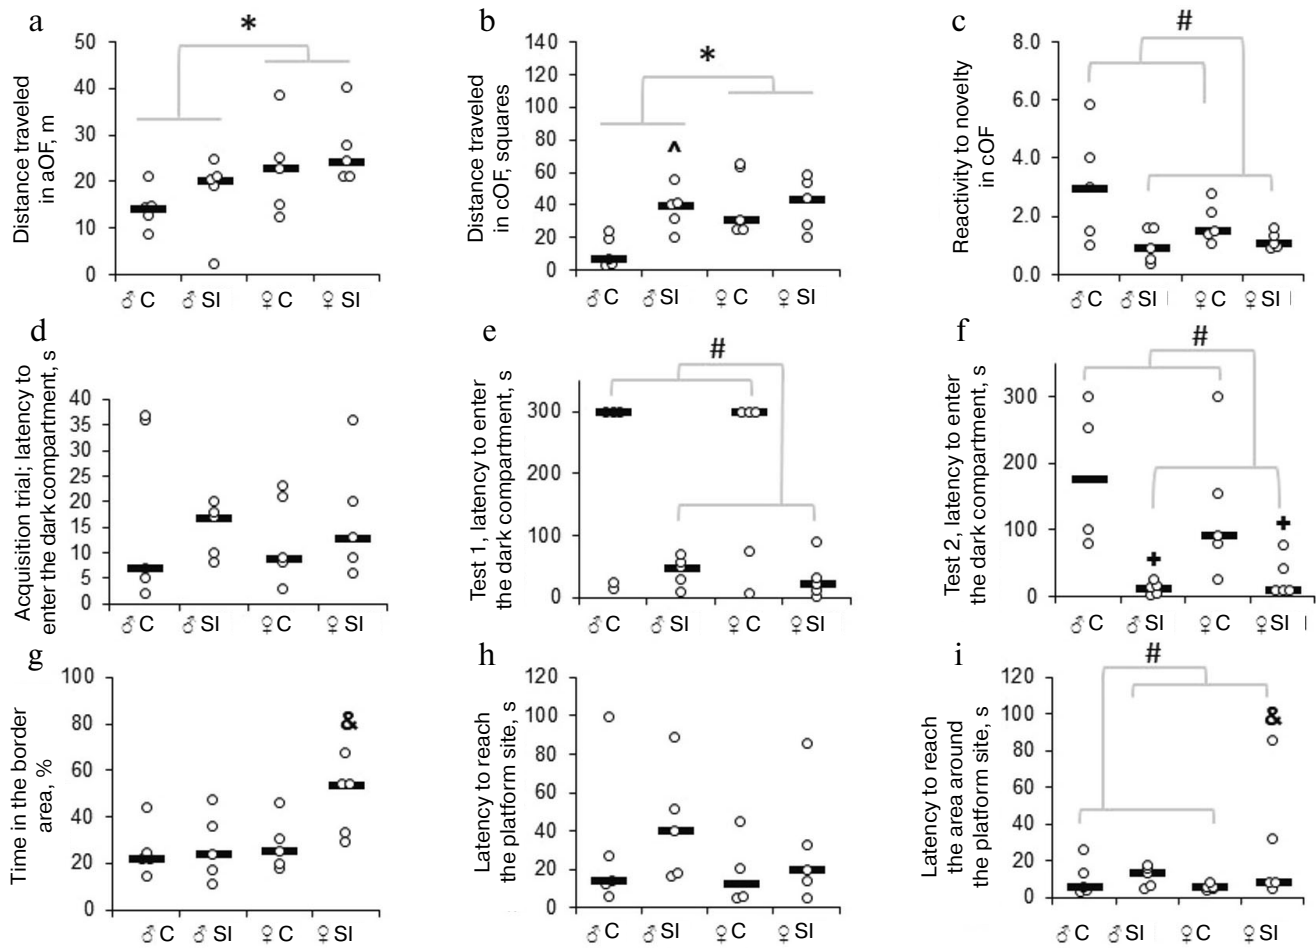 a
*
Distance traveled
in aOF, m
50
40
30
20
10
0
♂ C
♂ SI
♀ C
♀ SI
b
*
^
Distance traveled
in cOF, squares
140
120
100
80
60
40
20
0
♂ C
♂ SI
♀ C
♀ SI
c
#
Reactivity to novelty
in cOF
8.0
6.0
4.0
2.0
0.0
♂ C
♂ SI
♀ C
♀ SI
d
Acquisition trial; latency to
enter the dark compartment, s
40
35
30
25
20
15
10
5
0
♂ C
♂ SI
♀ C
♀ SI
e
#
Test 1, latency to enter
the dark compartment, s
300
200
100
0
♂ C
♂ SI
♀ C
♀ SI
f
#
+
+
Test 2, latency to enter
the dark compartment, s
300
200
100
0
♂ C
♂ SI
♀ C
♀ SI
g
&
Time in the border
area, %
100
80
60
40
20
0
♂ C
♂ SI
♀ C
♀ SI
h
Latency to reach
the platform site, s
120
100
80
60
40
20
0
♂ C
♂ SI
♀ C
♀ SI
i
#
&
Latency to reach
the area around
the platform site, s
120
100
80
60
40
20
0
♂ C
♂ SI
♀ C
♀ SI